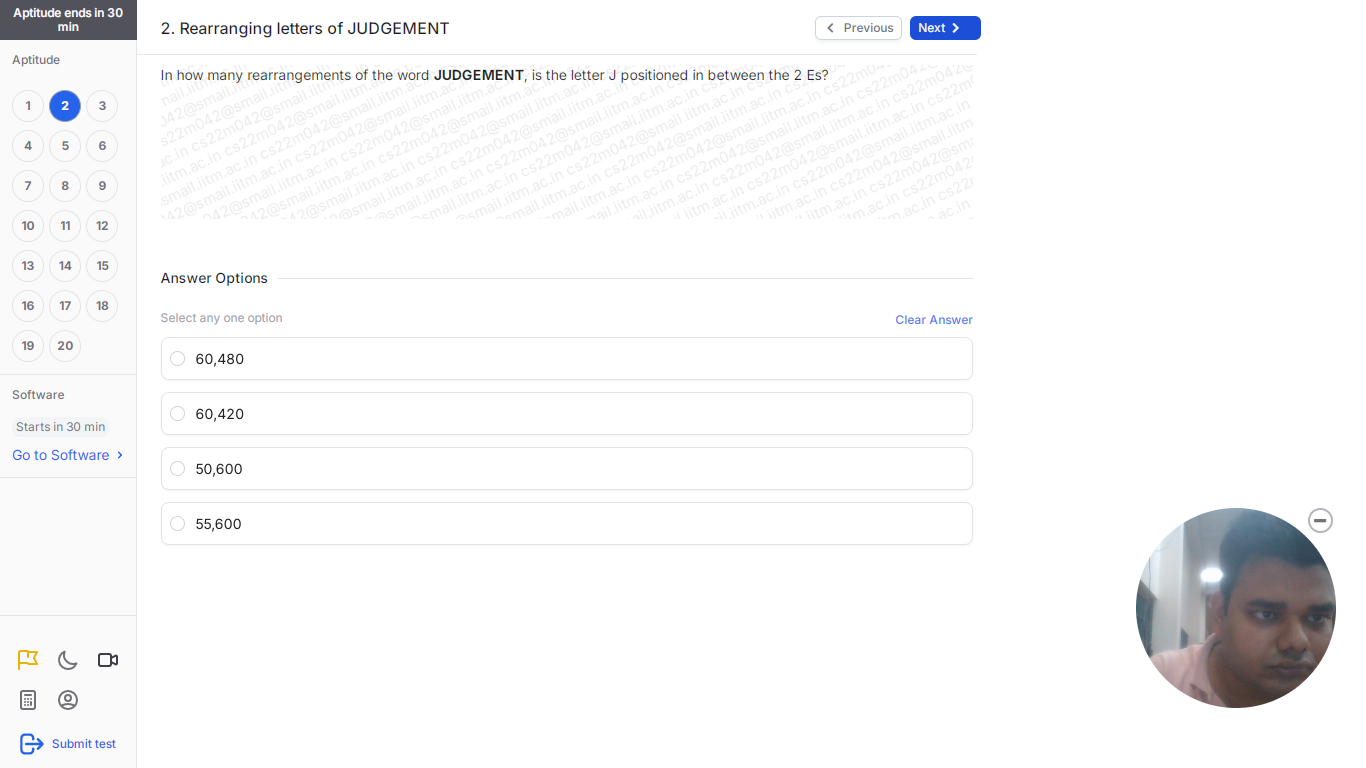 Aptitude ends in 30
min
2. Rearranging letters of JUDGEMENT
Previous
Next
Aptitude
1 2 3
4 5 6
7 8 9
10 11 12
13 14 15
16 17 18
19 20
Software
Starts in 30 min
Go to Software
Submit test
In how many rearrangements of the word JUDGEMENT, is the letter J positioned in between the 2 Es?
cs22m042@smail.iitm.ac.in
Answer Options
Select any one option
Clear Answer
60,480
60,420
50,600
55,600